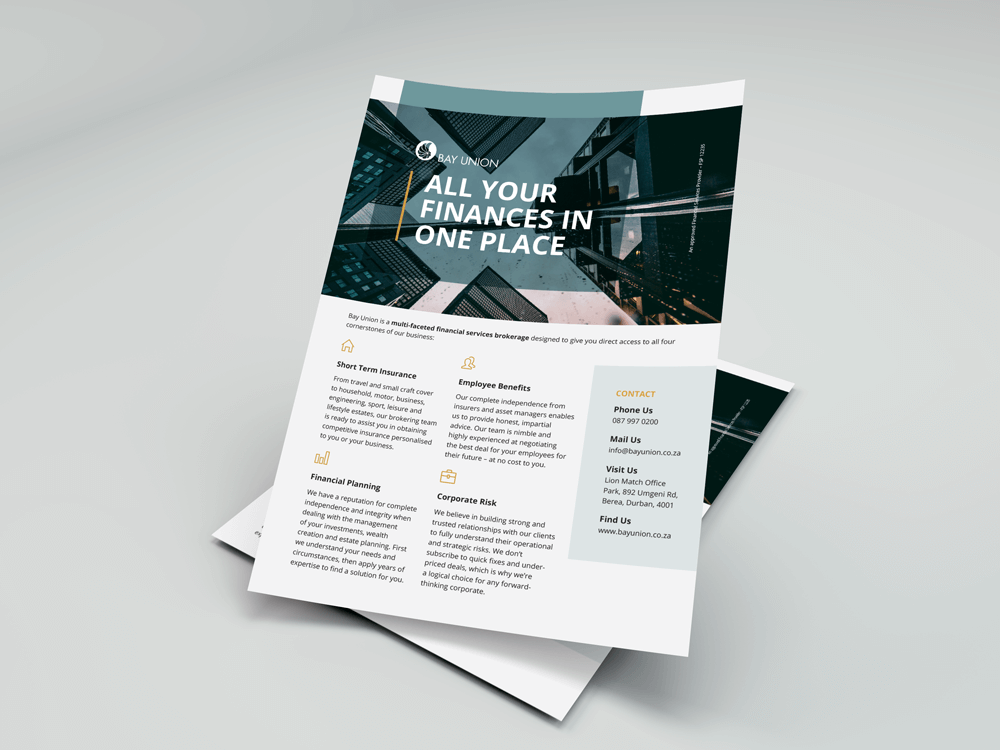 BAY UNION
ALL YOUR
FINANCES IN
ONE PLACE
An approved Financial Services Provider - FSP 12235
Bay Union is a multi-faceted financial services brokerage designed to give you direct access to all four
cornerstones of our business:
Short Term Insurance
From travel and small craft cover
to household, motor, business,
engineering, sport, leisure and
lifestyle estates, our brokering team
is ready to assist you in obtaining
competitive insurance personalised
to you or your business.
Employee Benefits
Our complete independence from
insurers and asset managers enables
us to provide honest, impartial
advice. Our team is nimble and
highly experienced at negotiating
the best deal for your employees for
their future – at no cost to you.
Financial Planning
We have a reputation for complete
independence and integrity when
dealing with the management
of your investments, wealth
creation and estate planning. First
we understand your needs and
circumstances, then apply years of
expertise to find a solution for you.
Corporate Risk
We believe in building strong and
trusted relationships with our clients
to fully understand their operational
and strategic risks. We don't
subscribe to quick fixes and under-
priced deals, which is why we're
a logical choice for any forward-
thinking corporate.
CONTACT
Phone Us
087 997 0200
Mail Us
info@bayunion.co.za
Visit Us
Lion Match Office
Park, 892 Umgeni Rd,
Berea, Durban, 4001
Find Us
www.bayunion.co.za